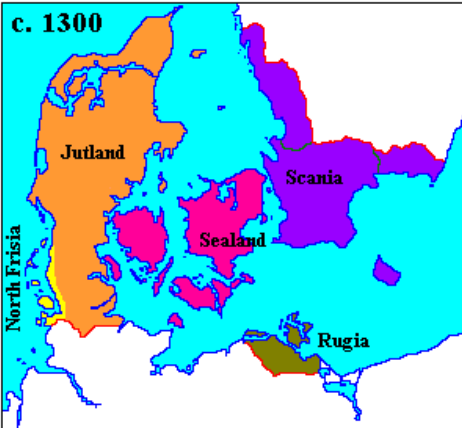 c. 1300
Jutland
Scania
Sealand
North Frisia
Rugia